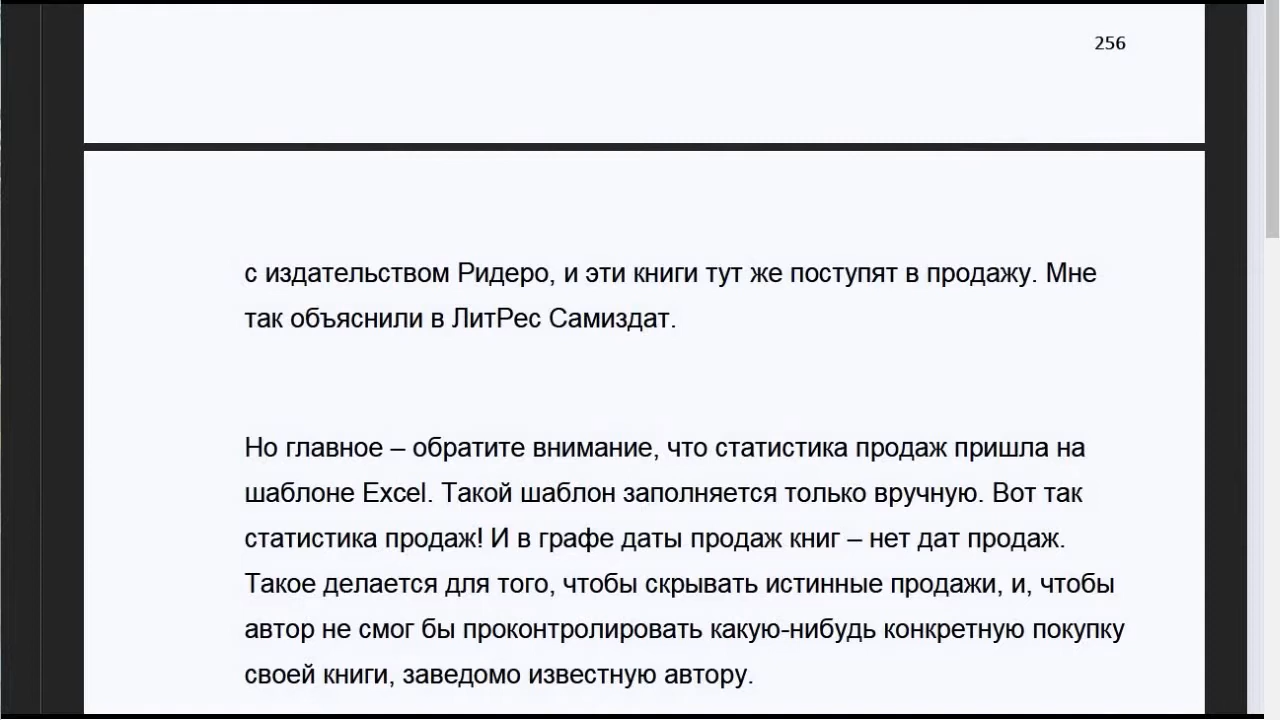 256
с издательством Ридеро, и эти книги тут же поступят в продажу. Мне
так объяснили в ЛитРес Самиздат.
Но главное – обратите внимание, что статистика продаж пришла на
шаблоне Excel. Такой шаблон заполняется только вручную. Вот так
статистика продаж! И в графе даты продаж книг – нет дат продаж.
Такое делается для того, чтобы скрывать истинные продажи, и, чтобы
автор не смог бы проконтролировать какую-нибудь конкретную покупку
своей книги, заведомо известную автору.